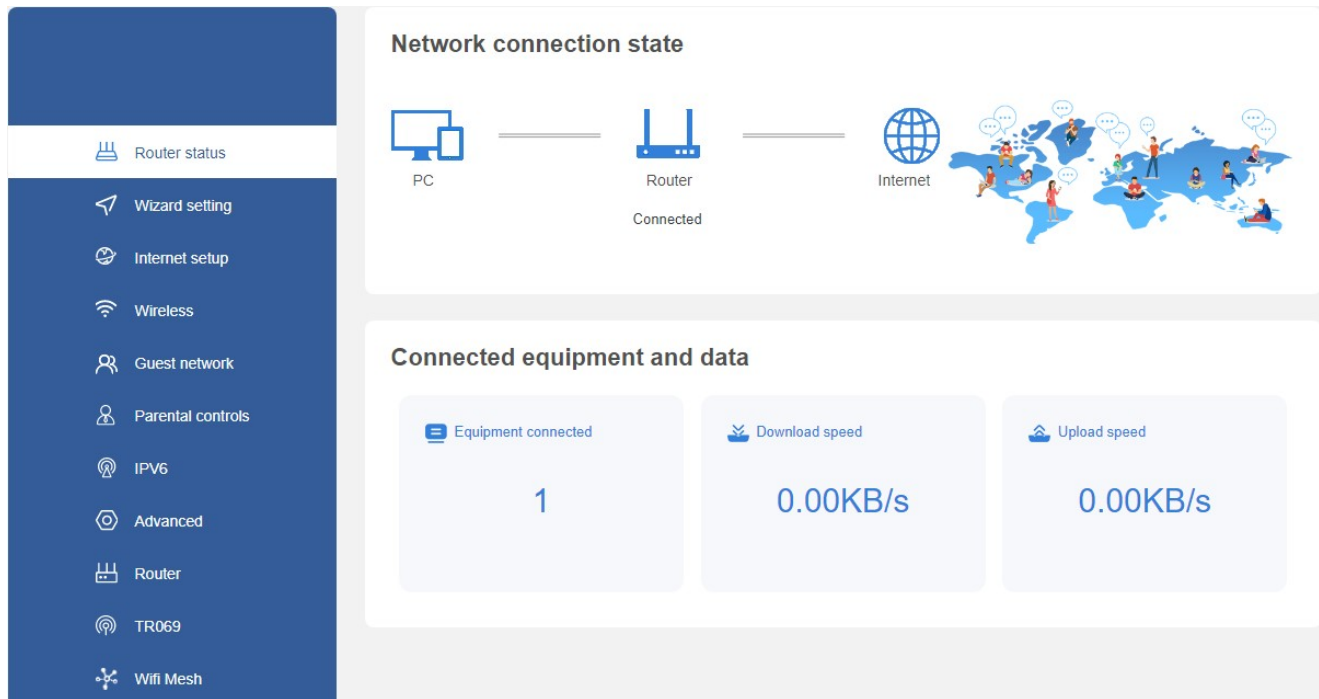 Router status
Wizard setting
Internet setup
Wireless
Guest network
Parental controls
IPV6
Advanced
Router
TR069
Wifi Mesh
Network connection state
PC
Router
Internet
Connected
Connected equipment and data
Equipment connected
1
Download speed
0.00KB/s
Upload speed
0.00KB/s